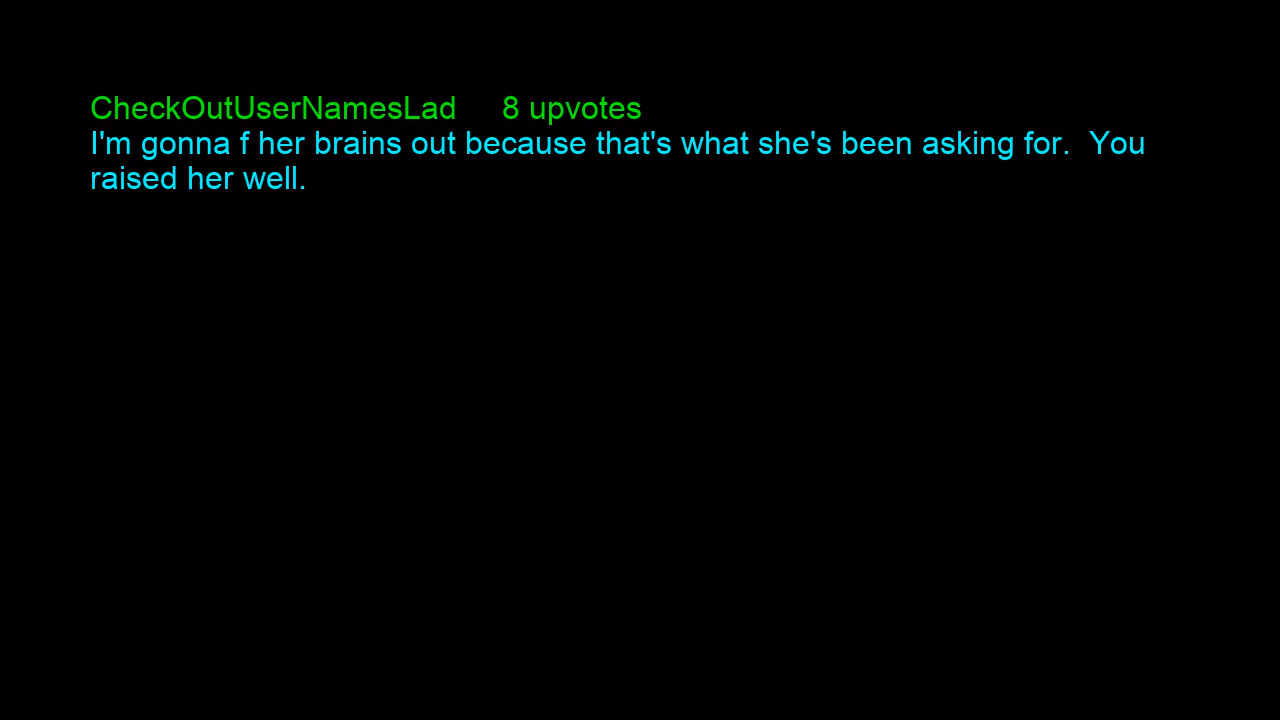 CheckOutUserNamesLad 8 upvotes
I'm gonna f her brains out because that's what she's been asking for. You
raised her well.